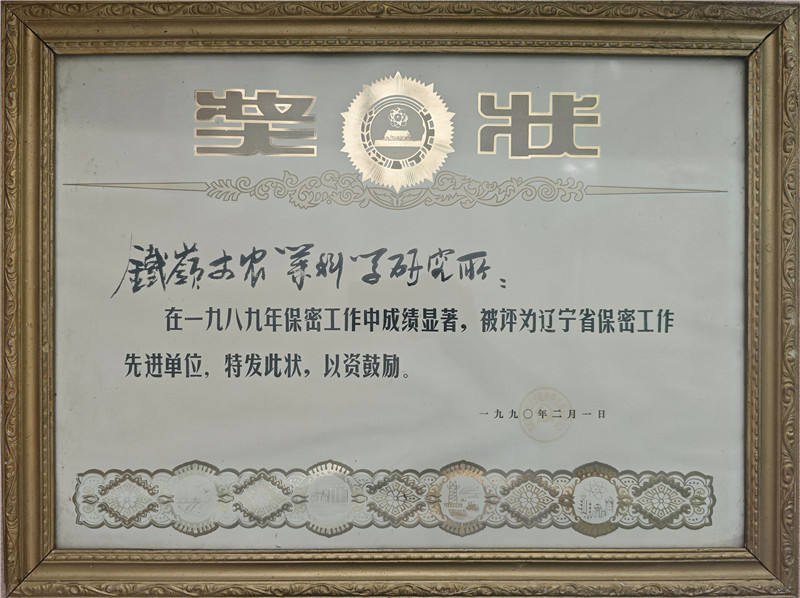 奖状
鐵嶺市农业科学研究所：
在一九八九年保密工作中成绩显著，被评为辽宁省保密工作
先进单位，特发此状，以资鼓励。
一九九〇年二月一日